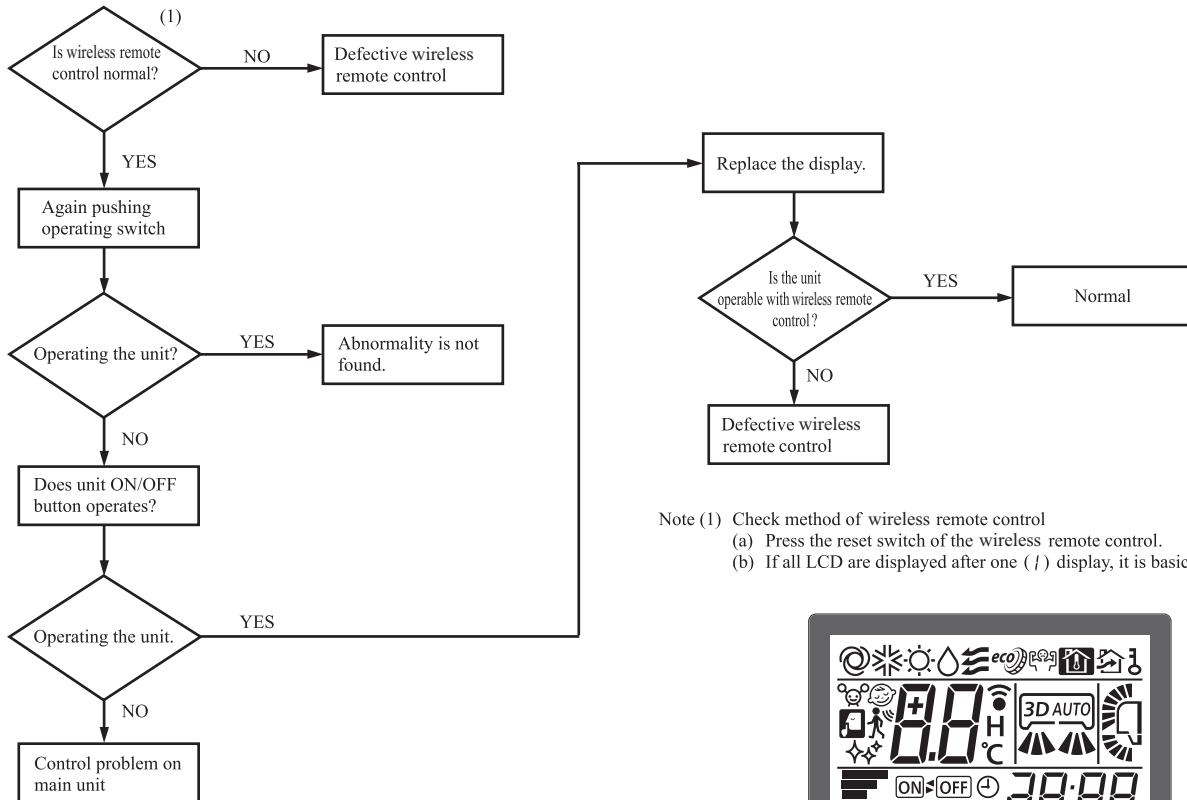 (1)
Is wireless remote
control normal?
NO
Defective wireless
remote control
YES
Again pushing
operating switch
Operating the unit?
YES
Abnormality is not
found.
NO
Does unit ON/OFF
button operates?
Operating the unit.
YES
NO
Control problem on
main unit
Replace the display.
Is the unit
operable with wireless remote
control ?
YES
Normal
NO
Defective wireless
remote control
Note (1) Check method of wireless remote control
(a) Press the reset switch of the wireless remote control.
(b) If all LCD are displayed after one ( / ) display, it is basic
eco
+ 8.8 H °C
3D AUTO
ON OFF